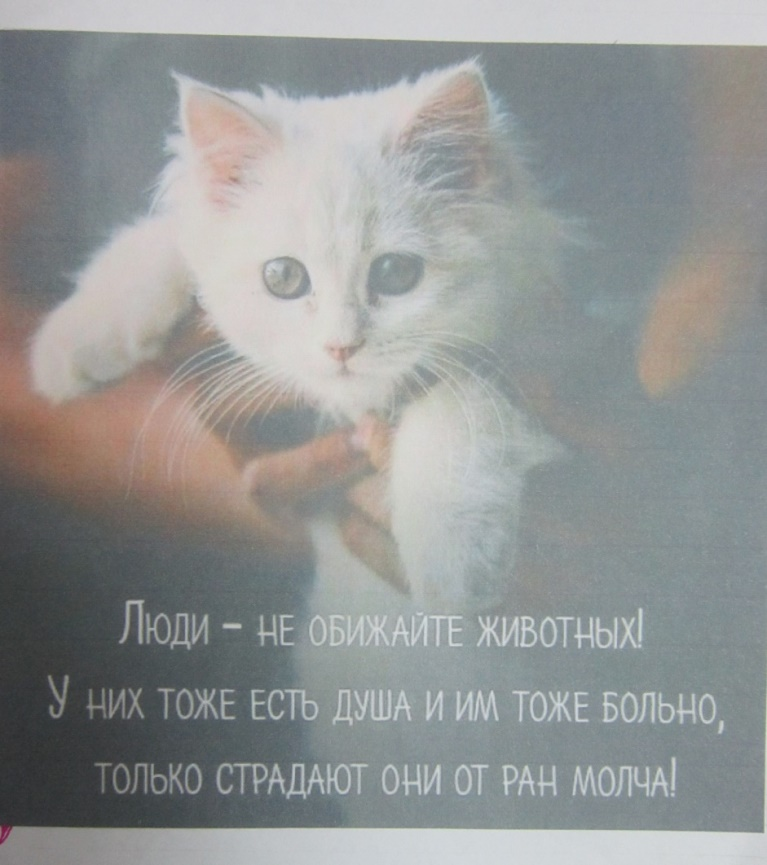 Люди – не обижайте животных!
У них тоже есть душа и им тоже больно,
только страдают они от ран молча!